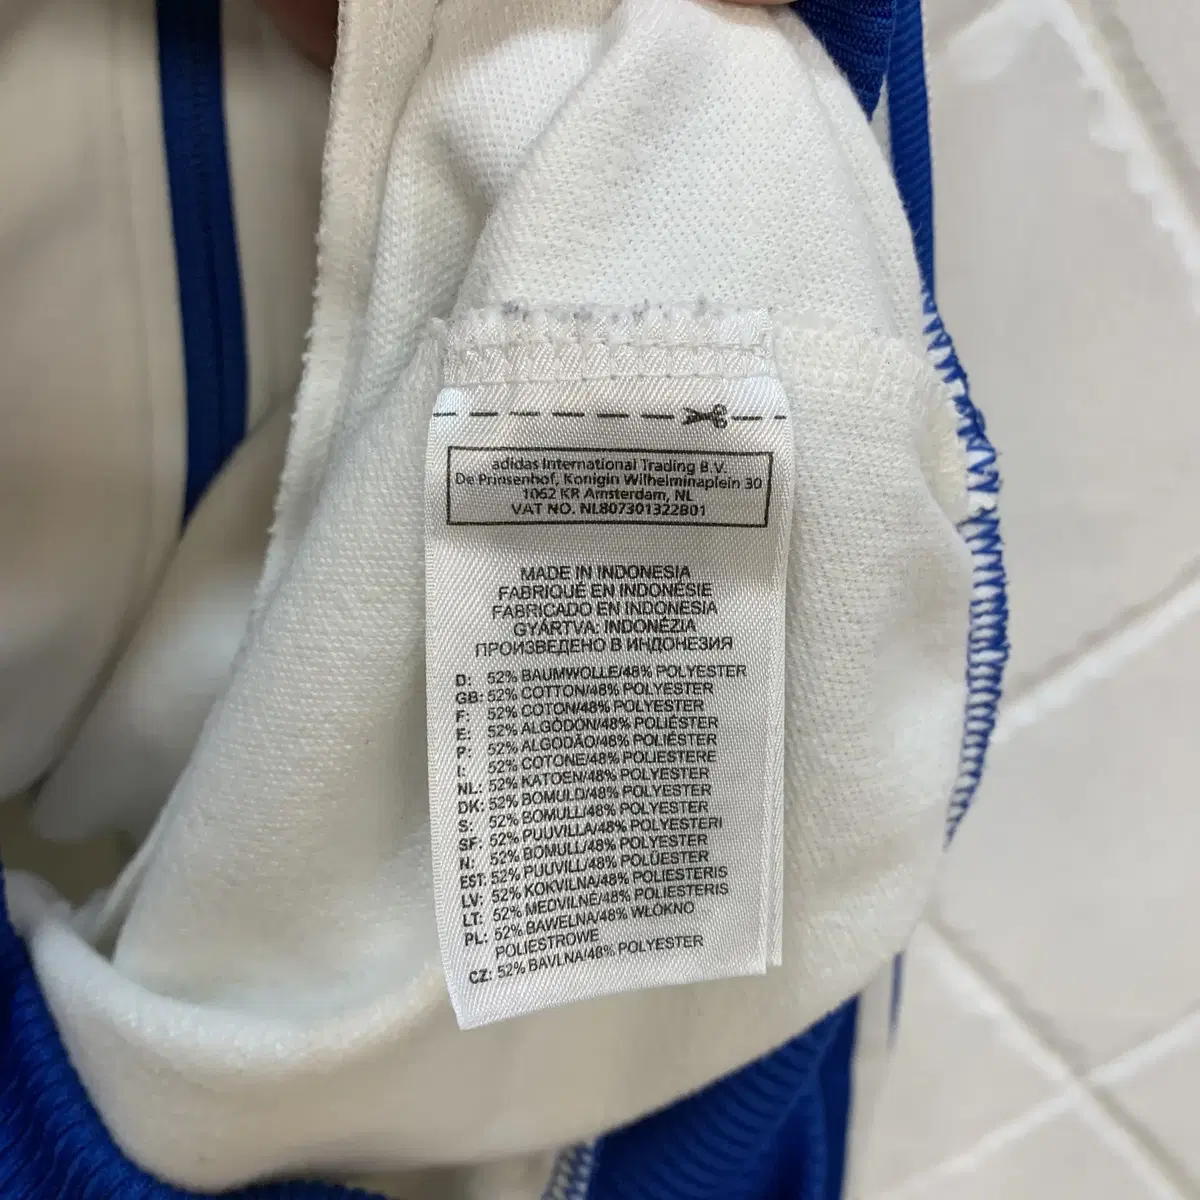 adidas International Trading B.V.
De Prinsenhof, Konigin Wilhelminaplein 30
1062 KR Amsterdam, NL
VAT NO. NL807301322B01
MADE IN INDONESIA
FABRIQUÉ EN INDONÉSIE
FABRICADO EN INDONESIA
GYÁRTVA: INDONÉZIA
ПРОИЗВЕДЕНО В ИНДОНЕЗИЯ
D: 52% BAUMWOLLE/48% POLYESTER
GB: 52% COTTON/48% POLYESTER
F: 52% COTON/48% POLYESTER
E: 52% ALGODÓN/48% POLIÉSTER
P: 52% ALGODÃO/48% POLIÉSTER
I: 52% COTONE/48% POLIESTERE
NL: 52% KATOEN/48% POLYESTER
DK: 52% BOMULD/48% POLYESTER
S: 52% BOMULL/48% POLYESTER
SF: 52% PUUVILLA/48% POLYESTERI
N: 52% BOMULL/48% POLYESTER
EST: 52% PUUVILL/48% POLÜESTER
LV: 52% KOKVILNA/48% POLIESTERIS
LT: 52% MEDVILNĖ/48% POLIESTERIS
PL: 52% BAWEŁNA/48% WŁÓKNO
POLIESTROWE
CZ: 52% BAVLNA/48% POLYESTER